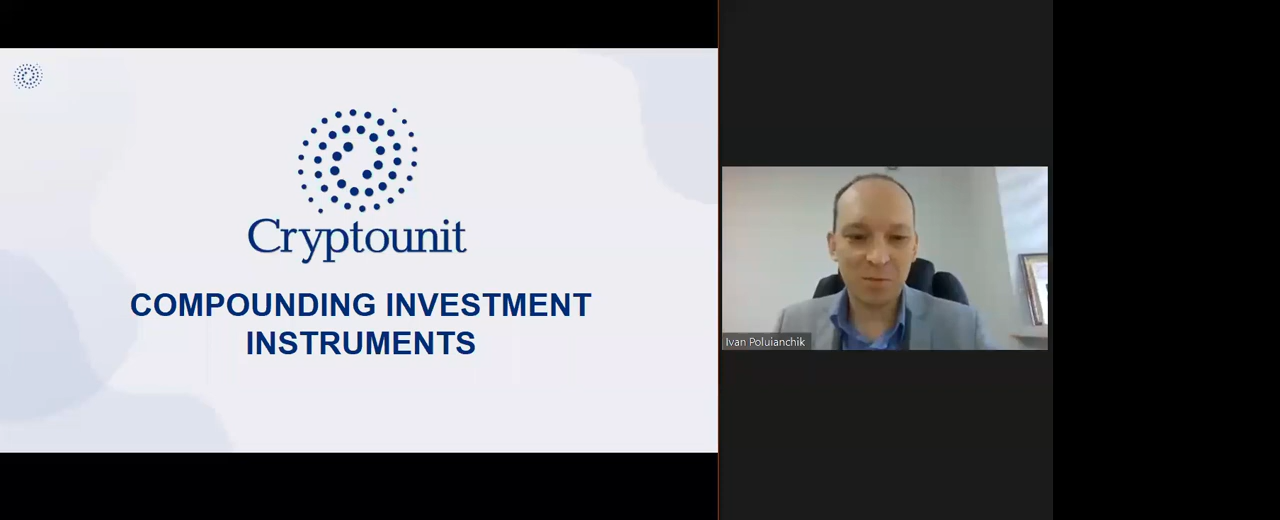 Cryptounit
COMPOUNDING INVESTMENT
INSTRUMENTS
Ivan Poluianchik